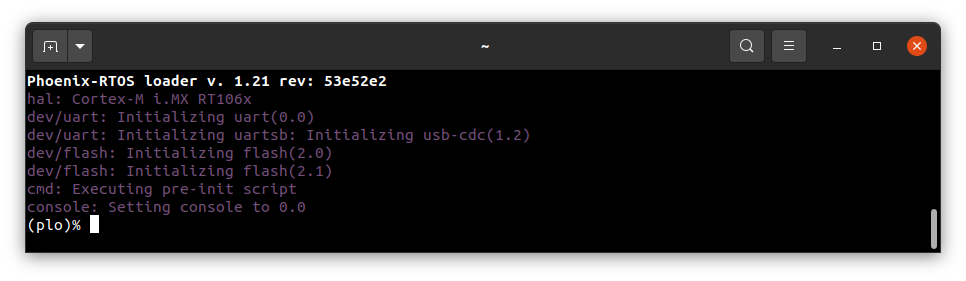 ~
Phoenix-RTOS loader v. 1.21 rev: 53e52e2
hal: Cortex-M i.MX RT106x
dev/uart: Initializing uart(0.0)
dev/uart: Initializing uartsb: Initializing usb-cdc(1.2)
dev/flash: Initializing flash(2.0)
dev/flash: Initializing flash(2.1)
cmd: Executing pre-init script
console: Setting console to 0.0
(plo)%